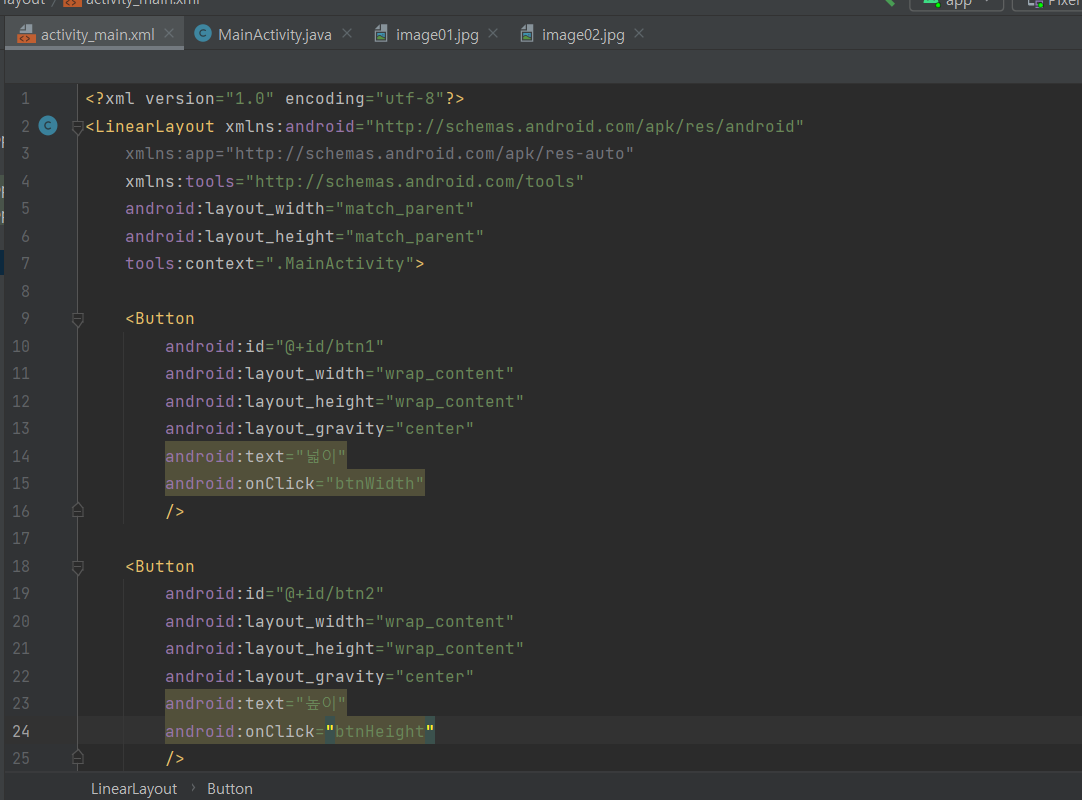 layout / activity_main.xml app Pixel
activity_main.xml MainActivity.java image01.jpg image02.jpg
1 <?xml version="1.0" encoding="utf-8"?>
2 <LinearLayout xmlns:android="http://schemas.android.com/apk/res/android"
3 xmlns:app="http://schemas.android.com/apk/res-auto"
4 xmlns:tools="http://schemas.android.com/tools"
5 android:layout_width="match_parent"
6 android:layout_height="match_parent"
7 tools:context=".MainActivity">
8
9 <Button
10 android:id="@+id/btn1"
11 android:layout_width="wrap_content"
12 android:layout_height="wrap_content"
13 android:layout_gravity="center"
14 android:text="넓이"
15 android:onClick="btnWidth"
16 />
17
18 <Button
19 android:id="@+id/btn2"
20 android:layout_width="wrap_content"
21 android:layout_height="wrap_content"
22 android:layout_gravity="center"
23 android:text="높이"
24 android:onClick="btnHeight"
25 />
LinearLayout › Button